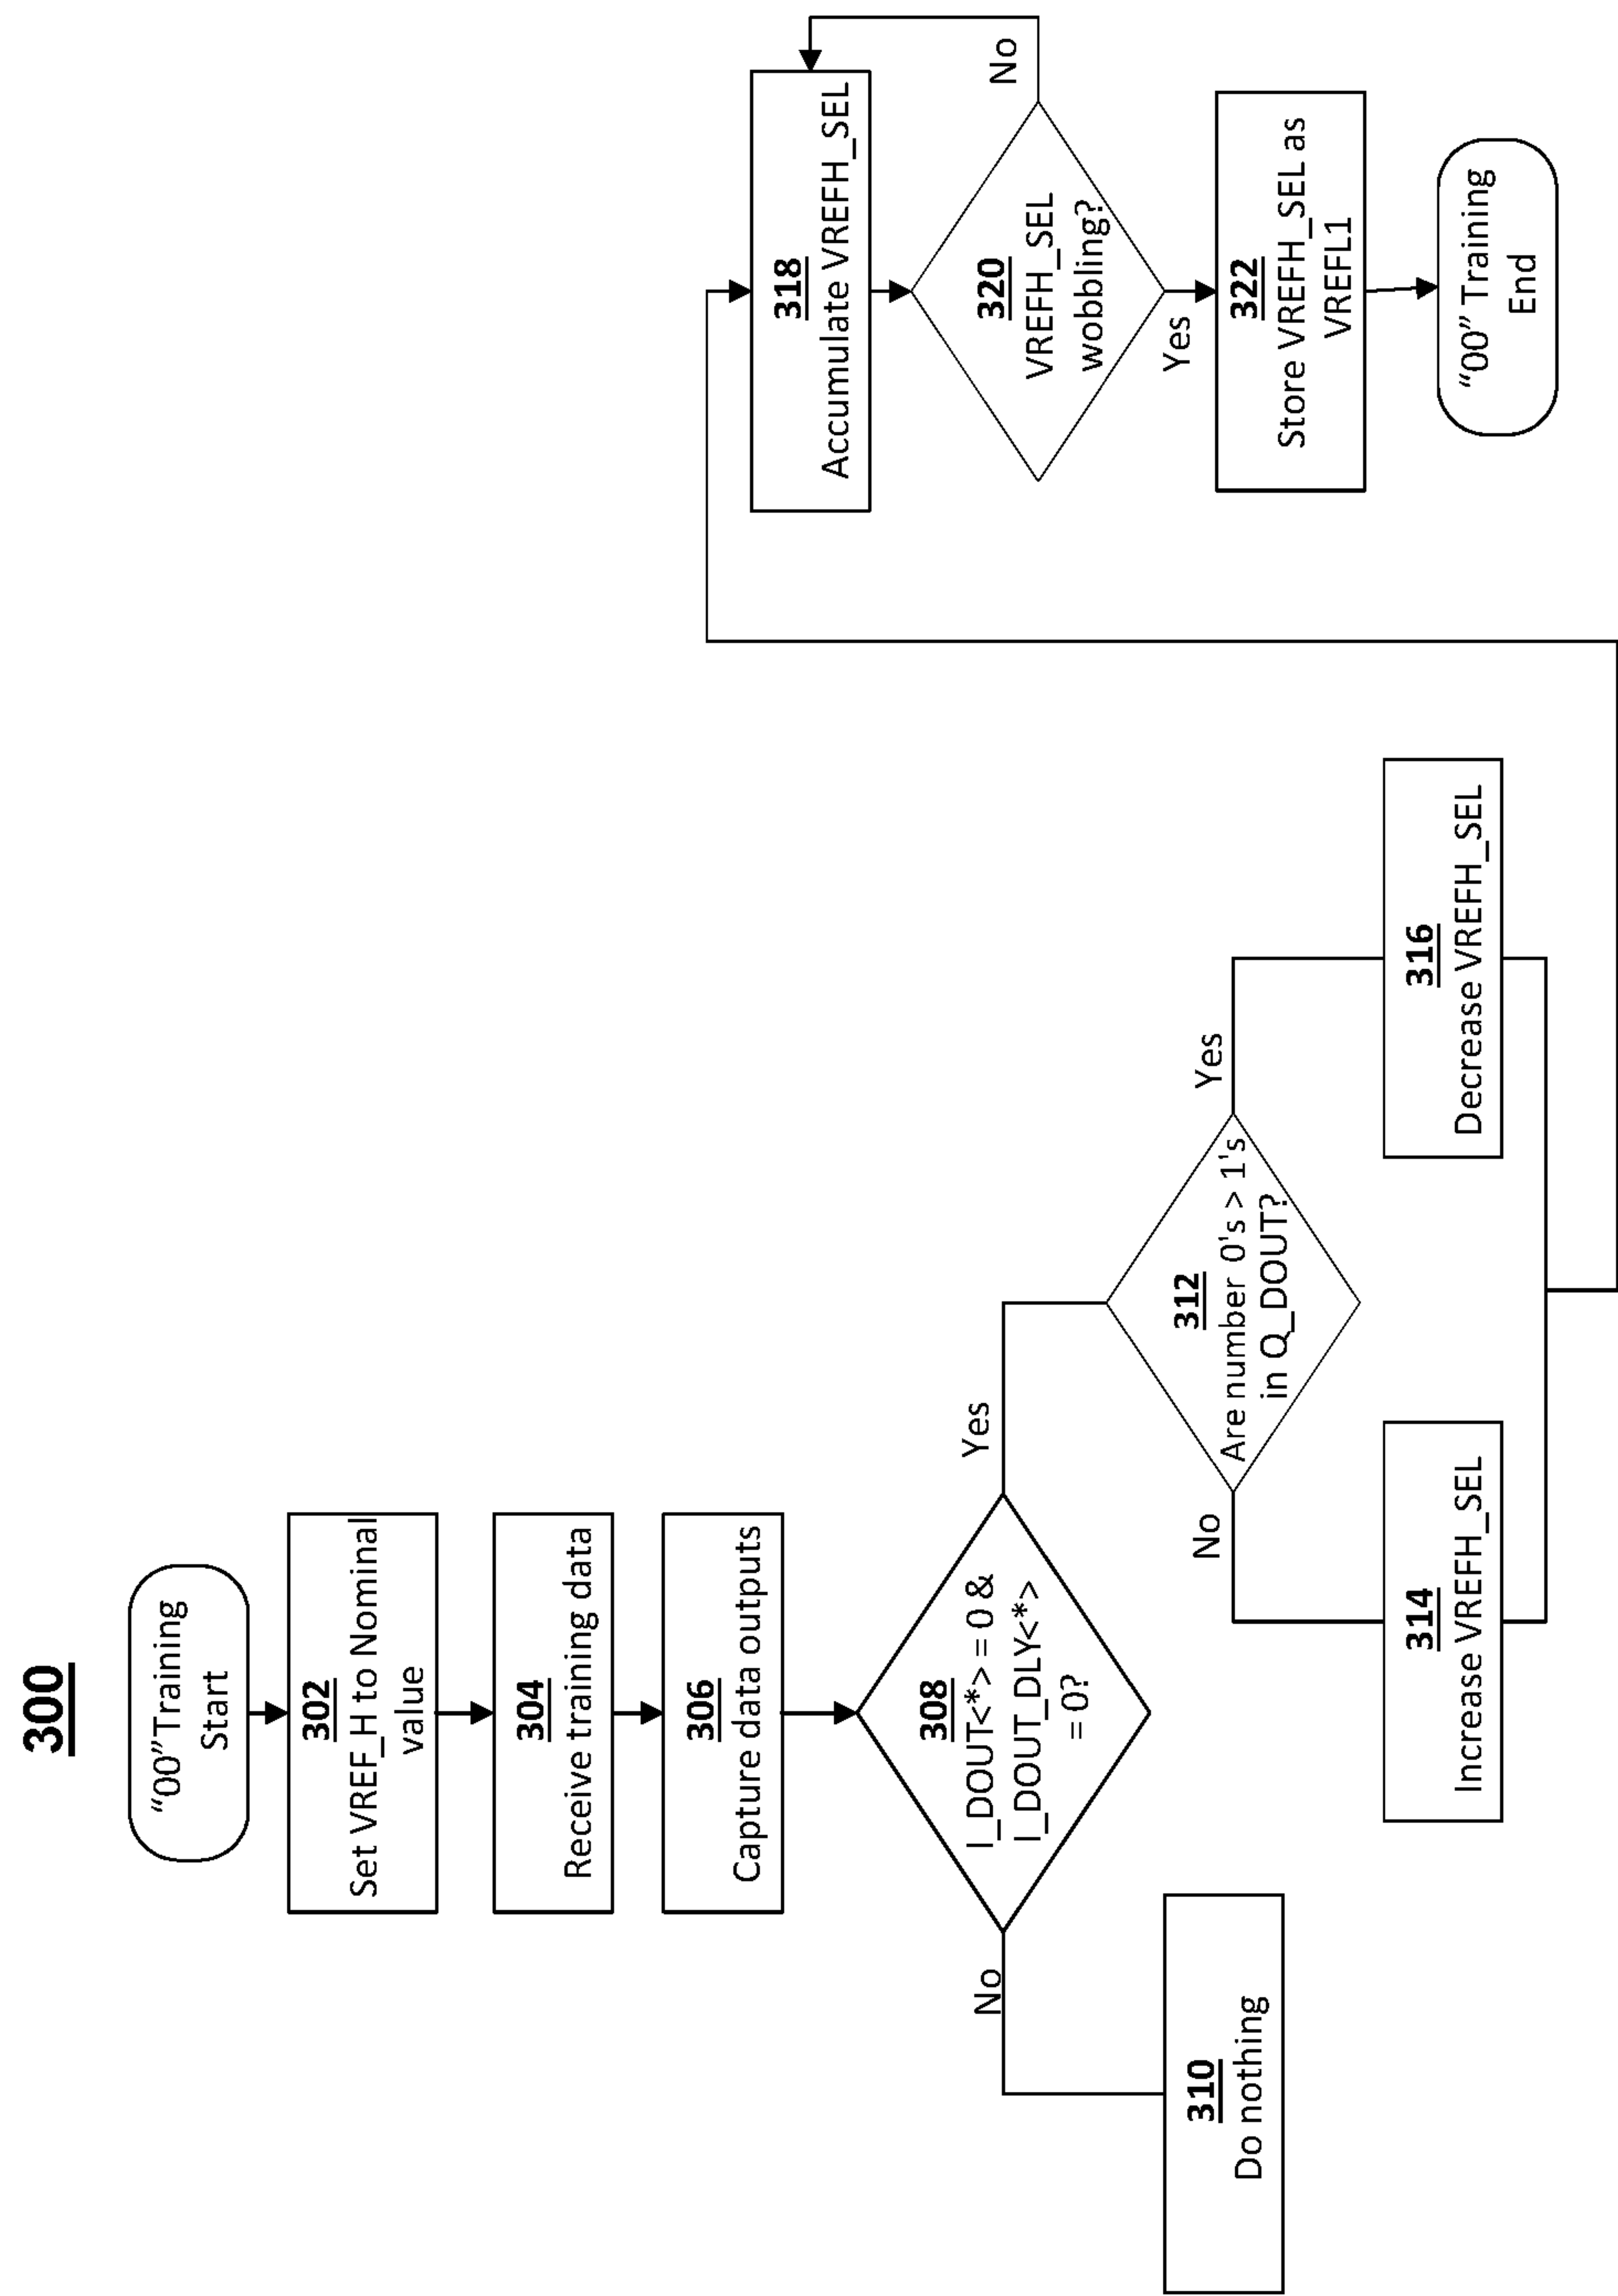 300
“00”Training
Start
302
Set VREF_H to Nominal
value
304
Receive training data
306
Capture data outputs
308
I_DOUT<*> = 0 &
I_DOUT_DLY<*>
= 0?
No
Yes
310
Do nothing
312
Are number 0's > 1's
in Q_DOUT?
No
Yes
314
Increase VREFH_SEL
316
Decrease VREFH_SEL
318
Accumulate VREFH_SEL
320
VREFH_SEL
wobbling?
No
Yes
322
Store VREFH_SEL as
VREFL1
“00” Training
End